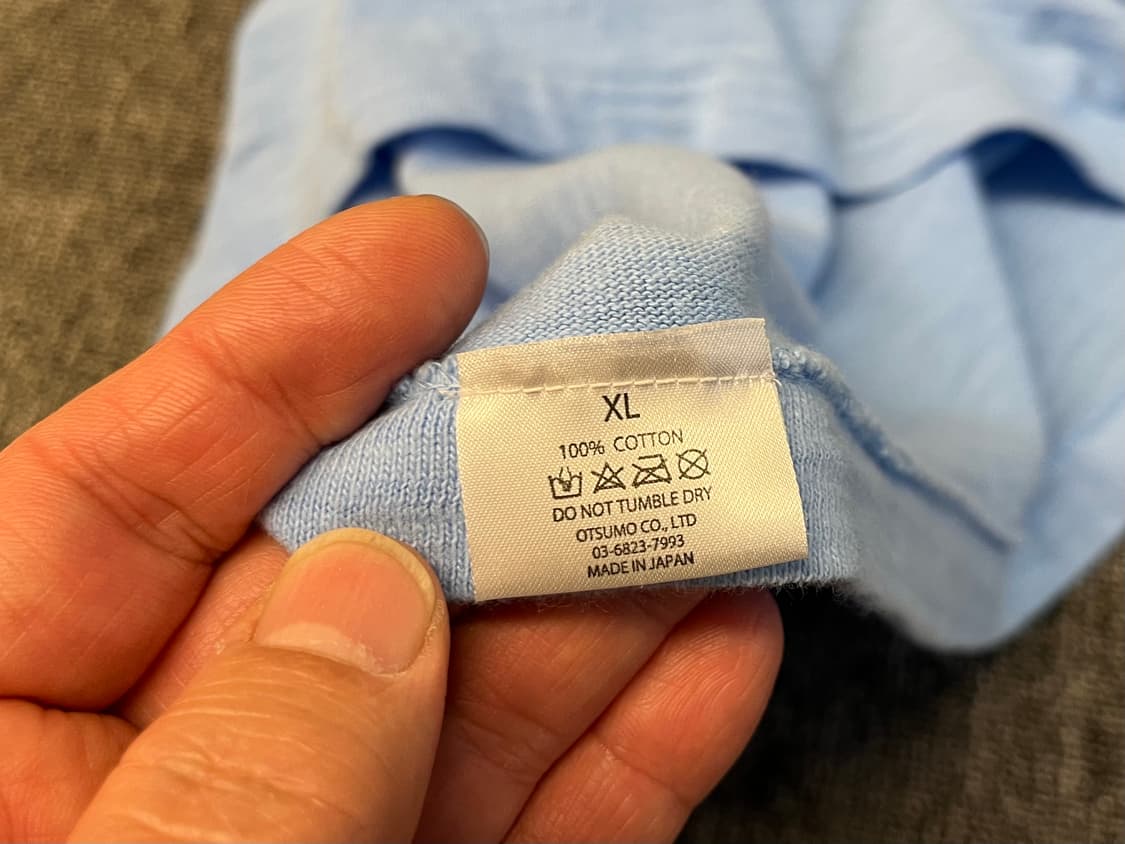 XL
100% COTTON
DO NOT TUMBLE DRY
OTSUMO CO., LTD
03-6823-7993
MADE IN JAPAN